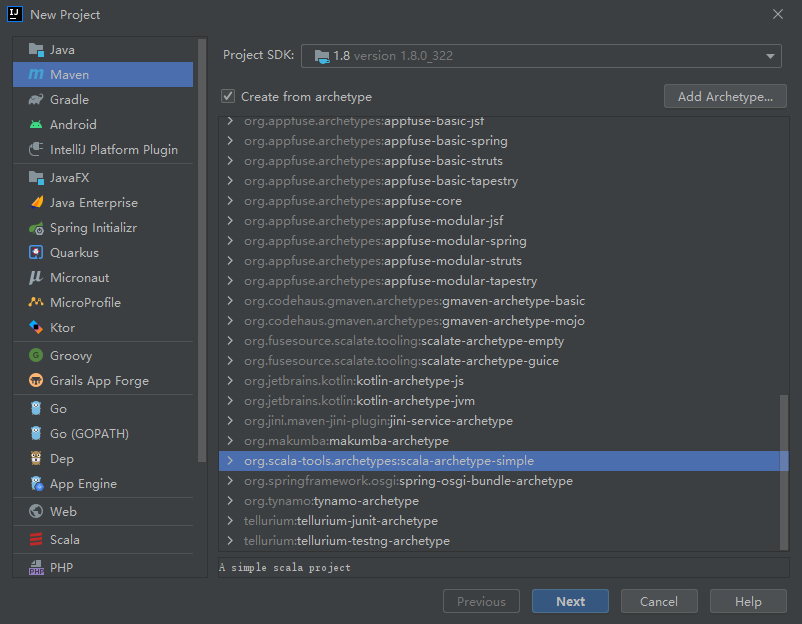 New Project
Java
Maven
Gradle
Android
IntelliJ Platform Plugin
JavaFX
Java Enterprise
Spring Initializr
Quarkus
Micronaut
MicroProfile
Ktor
Groovy
Grails App Forge
Go
Go (GOPATH)
Dep
App Engine
Web
Scala
PHP
Project SDK: 1.8 version 1.8.0_322
Create from archetype
Add Archetype...
org.appfuse.archetypes:appfuse-basic-jsf
org.appfuse.archetypes:appfuse-basic-spring
org.appfuse.archetypes:appfuse-basic-struts
org.appfuse.archetypes:appfuse-basic-tapestry
org.appfuse.archetypes:appfuse-core
org.appfuse.archetypes:appfuse-modular-jsf
org.appfuse.archetypes:appfuse-modular-spring
org.appfuse.archetypes:appfuse-modular-struts
org.appfuse.archetypes:appfuse-modular-tapestry
org.codehaus.gmaven.archetypes:gmaven-archetype-basic
org.codehaus.gmaven.archetypes:gmaven-archetype-mojo
org.fusesource.scalate.tooling:scalate-archetype-empty
org.fusesource.scalate.tooling:scalate-archetype-guice
org.jetbrains.kotlin:kotlin-archetype-js
org.jetbrains.kotlin:kotlin-archetype-jvm
org.jini.maven-jini-plugin:jini-service-archetype
org.makumba:makumba-archetype
org.scala-tools.archetypes:scala-archetype-simple
org.springframework.osgi:spring-osgi-bundle-archetype
org.tynamo:tynamo-archetype
tellurium:tellurium-junit-archetype
tellurium:tellurium-testng-archetype
A simple scala project
Previous
Next
Cancel
Help